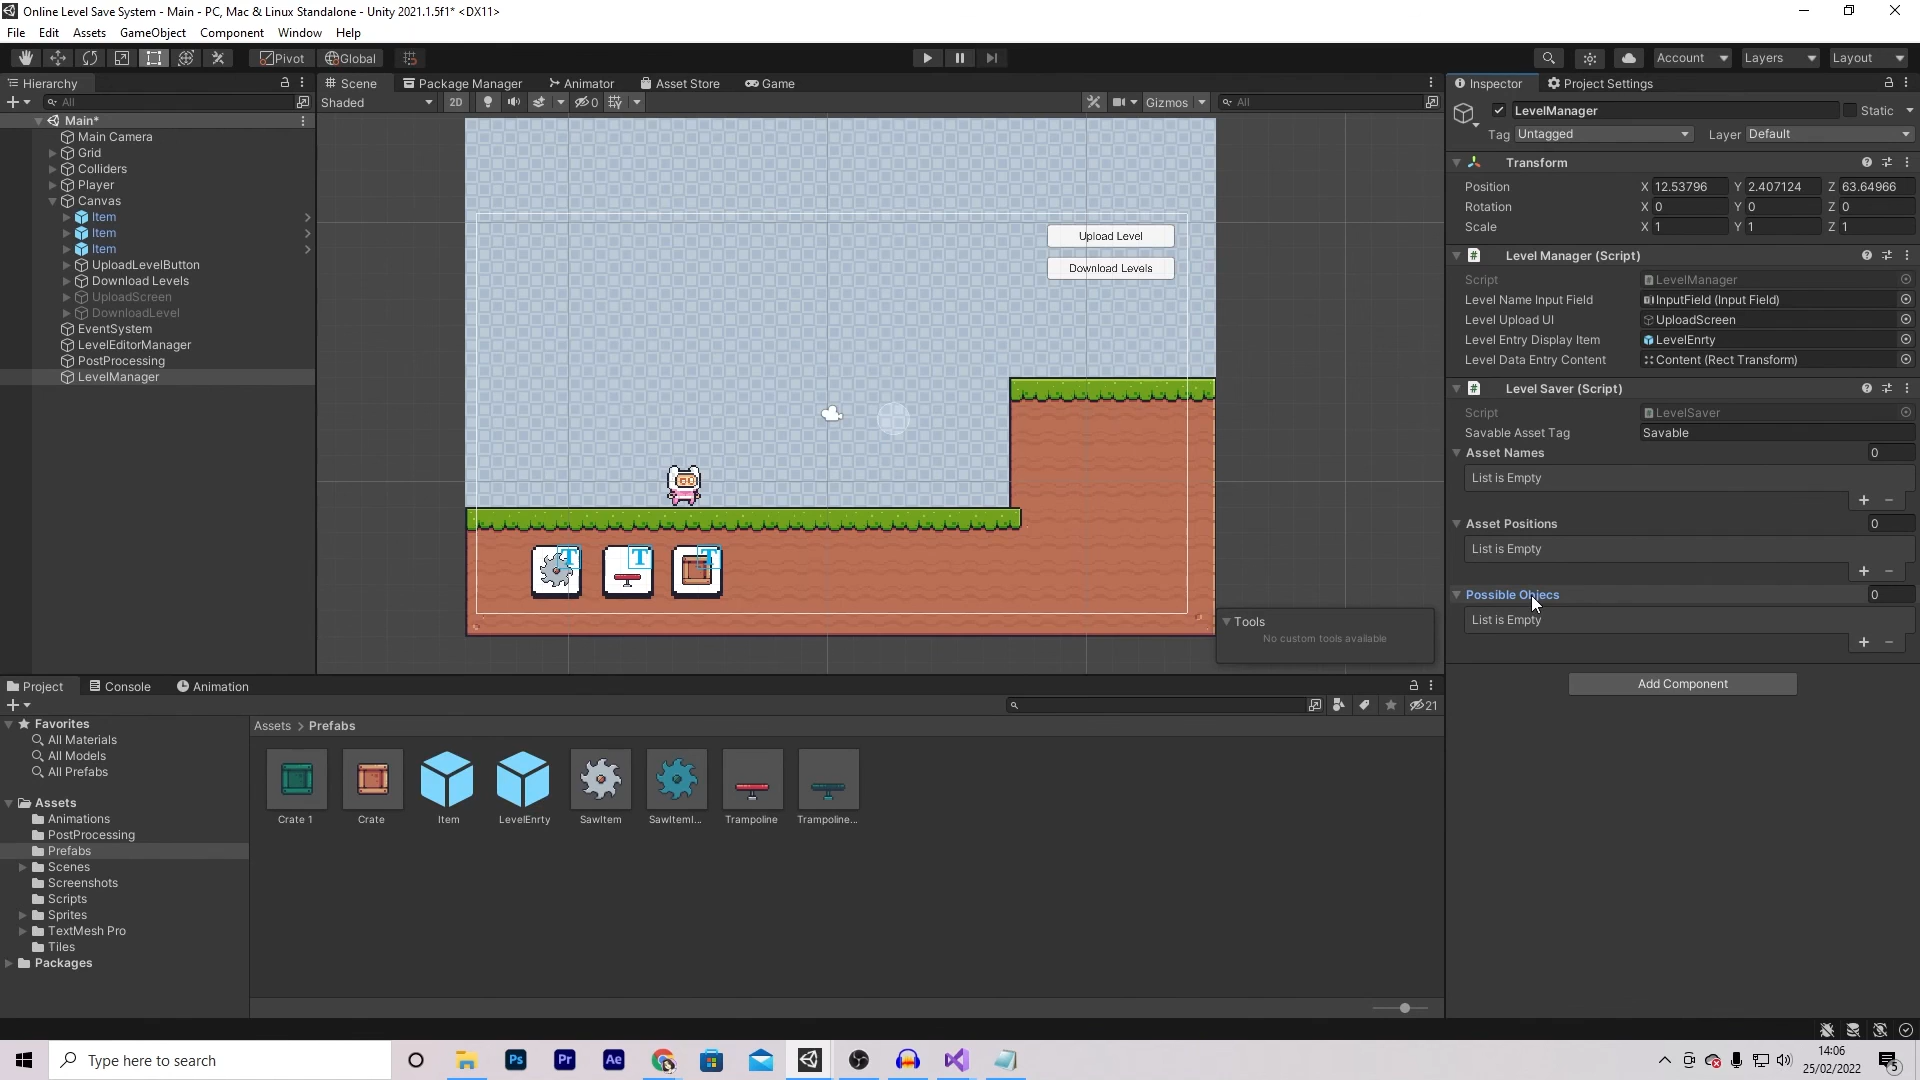 Online Level Save System - Main - PC, Mac & Linux Standalone - Unity 2021.1.5f1* <DX11>
File Edit Assets GameObject Component Window Help
Pivot Global Account Layers Layout
Hierarchy
All
Main*
Main Camera
Grid
Colliders
Player
Canvas
Item
Item
Item
UploadLevelButton
Download Levels
UploadScreen
DownloadLevel
EventSystem
LevelEditorManager
PostProcessing
LevelManager
Scene Package Manager Animator Asset Store Game
Shaded 2D 0 Gizmos All
Upload Level
Download Levels
T T T
Tools
No custom tools available
Inspector Project Settings
LevelManager Static
Tag Untagged Layer Default
Transform
Position X 12.53796 Y 2.407124 Z 63.64966
Rotation X 0 Y 0 Z 0
Scale X 1 Y 1 Z 1
Level Manager (Script)
Script LevelManager
Level Name Input Field InputField (Input Field)
Level Upload UI UploadScreen
Level Entry Display Item LevelEnrty
Level Data Entry Content Content (Rect Transform)
Level Saver (Script)
Script LevelSaver
Savable Asset Tag Savable
Asset Names 0
List is Empty
Asset Positions 0
List is Empty
Possible Objecs 0
List is Empty
Add Component
Project Console Animation
21
Favorites
All Materials
All Models
All Prefabs
Assets
Animations
PostProcessing
Prefabs
Scenes
Screenshots
Scripts
Sprites
TextMesh Pro
Tiles
Packages
Assets > Prefabs
Crate 1 Crate Item LevelEnrty SawItem SawItemI... Trampoline Trampoline...
Type here to search
Ps Pr Ae
14:06
25/02/2022
5